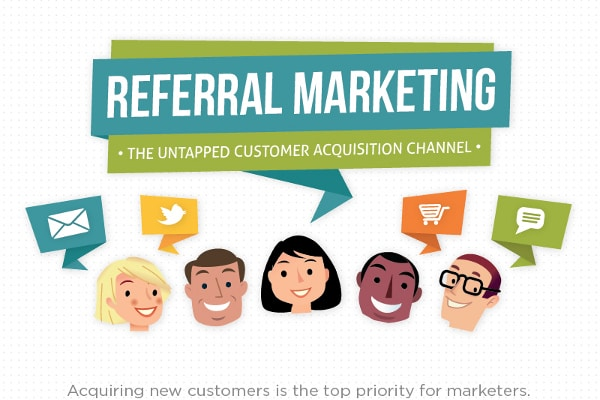 REFERRAL MARKETING
• THE UNTAPPED CUSTOMER ACQUISITION CHANNEL •
Acquiring new customers is the top priority for marketers.